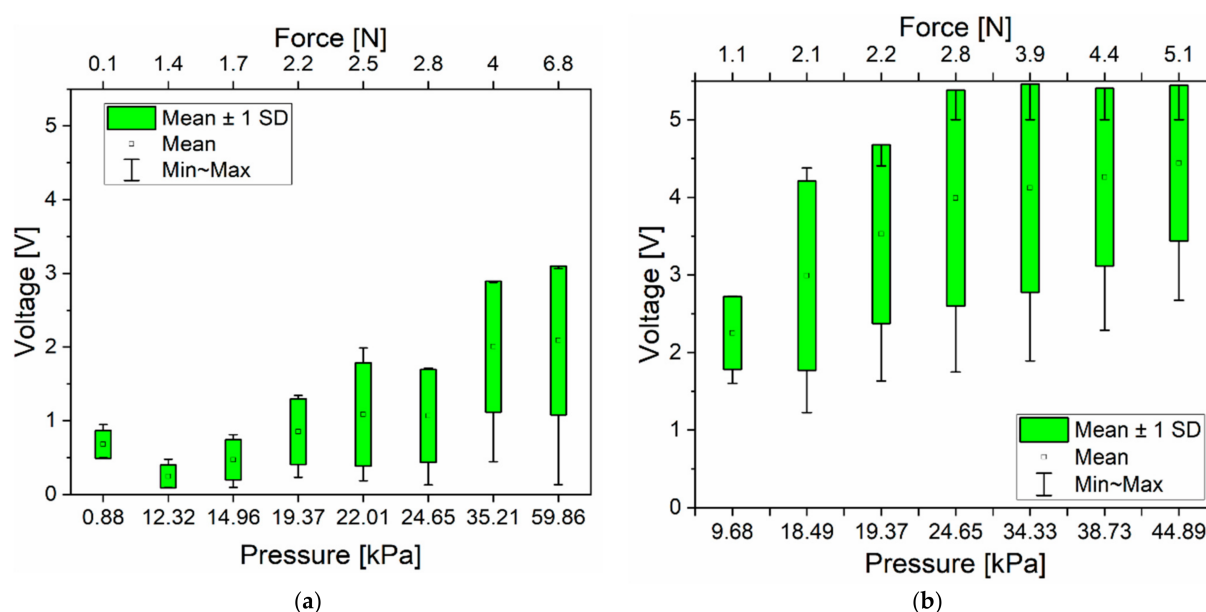 Force [N]
0.1 1.4 1.7 2.2 2.5 2.8 4 6.8
Mean ± 1 SD
Mean
Min~Max
Voltage [V]
5
4
3
2
1
0
0.88 12.32 14.96 19.37 22.01 24.65 35.21 59.86
Pressure [kPa]
(a)
Force [N]
1.1 2.1 2.2 2.8 3.9 4.4 5.1
Voltage [V]
5
4
3
2
1
0
Mean ± 1 SD
Mean
Min~Max
9.68 18.49 19.37 24.65 34.33 38.73 44.89
Pressure [kPa]
(b)